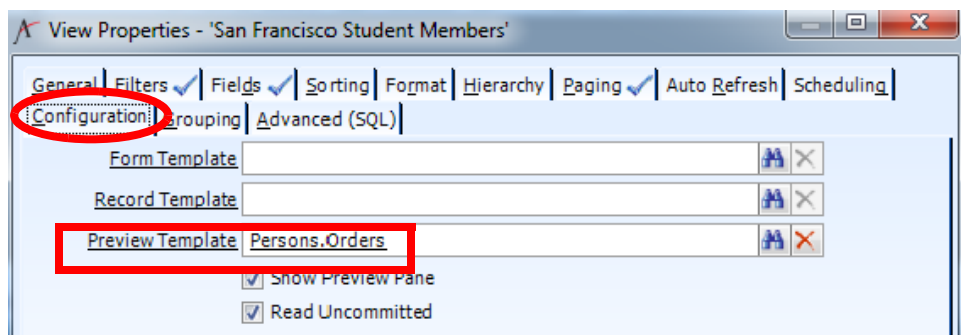 View Properties - 'San Francisco Student Members'
General Filters Fields Sorting Format Hierarchy Paging Auto Refresh Scheduling
Configuration Grouping Advanced (SQL)
Form Template
Record Template
Preview Template Persons.Orders
Show Preview Pane
Read Uncommitted